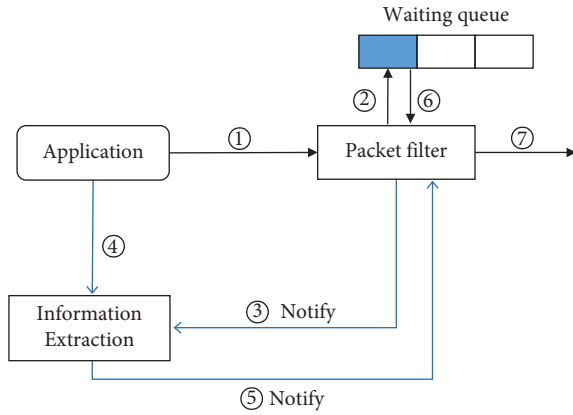 Waiting queue
② ⑥
① ⑦
Application
Packet filter
④
③ Notify
Information
Extraction
⑤ Notify